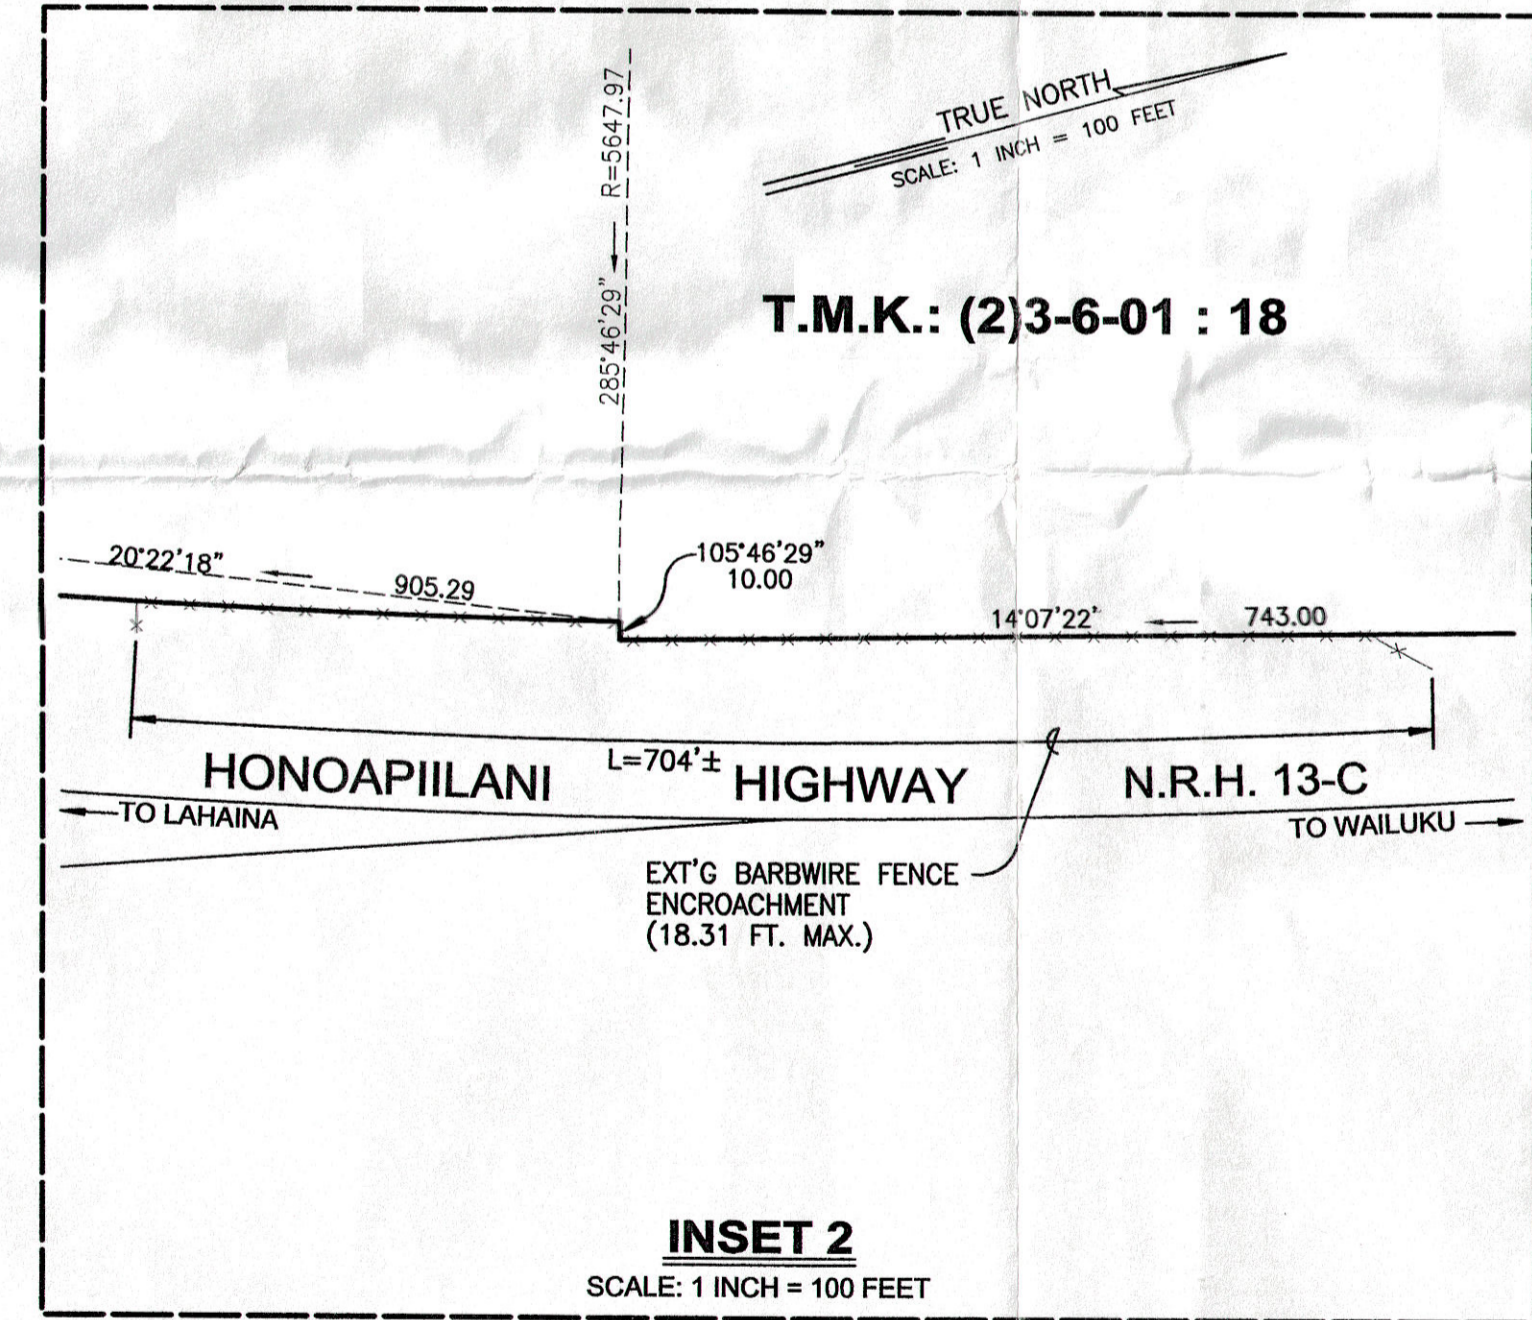 TRUE NORTH
SCALE: 1 INCH = 100 FEET
285°46'29" R=5647.97
T.M.K.: (2)3-6-01 : 18
20°22'18"
905.29
105°46'29"
10.00
14°07'22'
743.00
L=704'±
HONOAPIILANI HIGHWAY N.R.H. 13-C
TO LAHAINA
TO WAILUKU
EXT'G BARBWIRE FENCE
ENCROACHMENT
(18.31 FT. MAX.)
INSET 2
SCALE: 1 INCH = 100 FEET